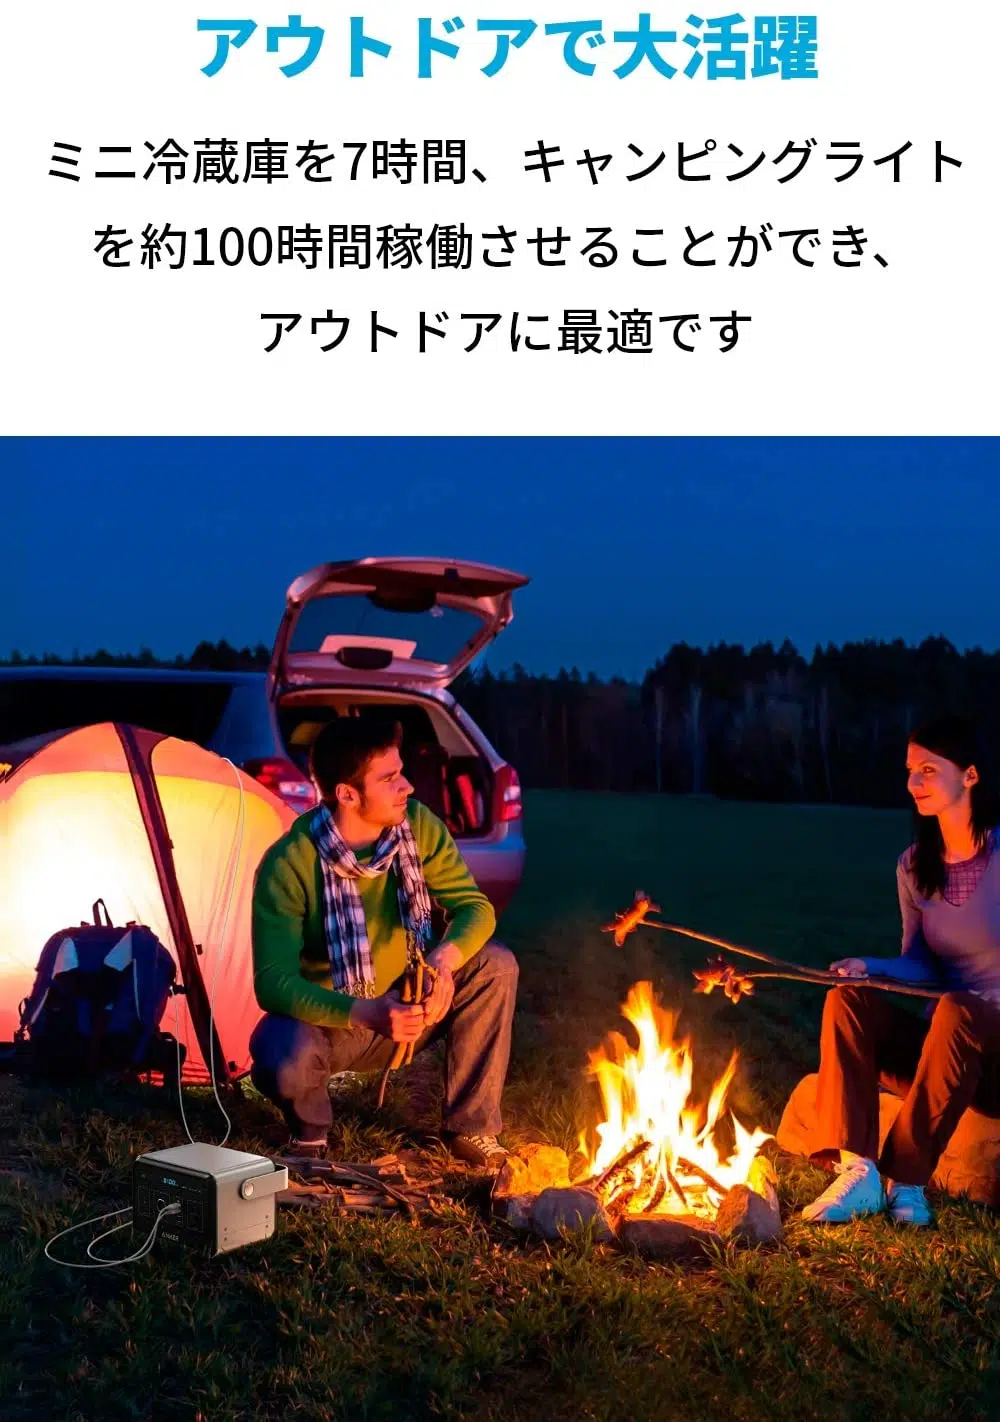 アウトドアで大活躍
ミニ冷蔵庫を7時間、キャンピングライト
を約100時間稼働させることができ、
アウトドアに最適です
ANKER